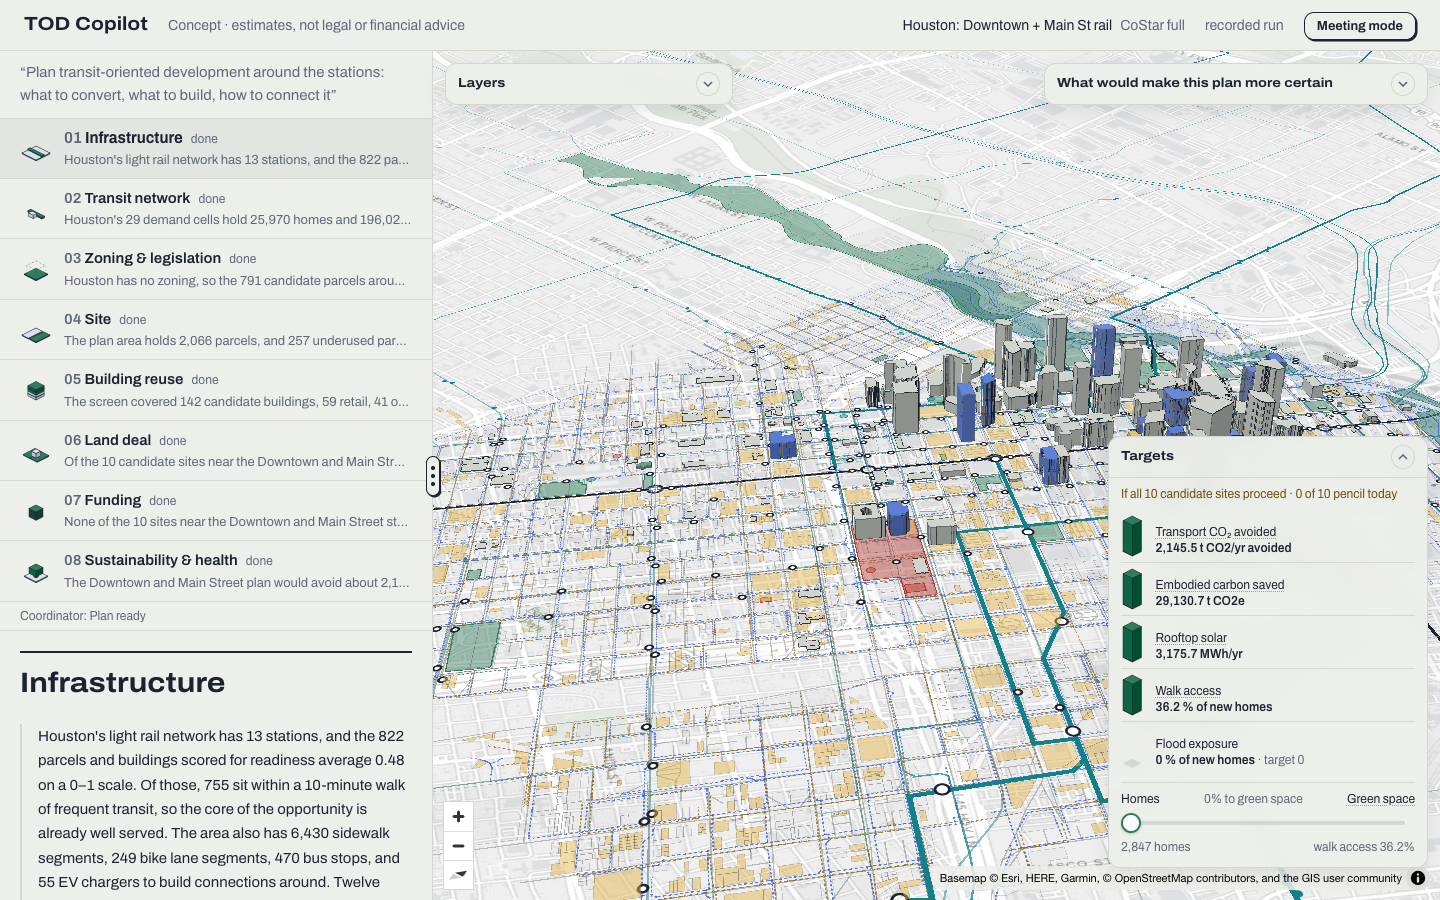 TOD Copilot
Concept · estimates, not legal or financial advice
Houston: Downtown + Main St rail
CoStar full
recorded run
Meeting mode
“Plan transit-oriented development around the stations:
what to convert, what to build, how to connect it”
01 Infrastructure done
Houston's light rail network has 13 stations, and the 822 pa...
02 Transit network done
Houston's 29 demand cells hold 25,970 homes and 196,02...
03 Zoning & legislation done
Houston has no zoning, so the 791 candidate parcels arou...
04 Site done
The plan area holds 2,066 parcels, and 257 underused par...
05 Building reuse done
The screen covered 142 candidate buildings, 59 retail, 41 o...
06 Land deal done
Of the 10 candidate sites near the Downtown and Main Str...
07 Funding done
None of the 10 sites near the Downtown and Main Street st...
08 Sustainability & health done
The Downtown and Main Street plan would avoid about 2,1...
Coordinator: Plan ready
Infrastructure
Houston's light rail network has 13 stations, and the 822
parcels and buildings scored for readiness average 0.48
on a 0–1 scale. Of those, 755 sit within a 10-minute walk
of frequent transit, so the core of the opportunity is
already well served. The area also has 6,430 sidewalk
segments, 249 bike lane segments, 470 bus stops, and
55 EV chargers to build connections around. Twelve
Layers
What would make this plan more certain
ALAMO ST
W POLK ST
W CLAY ST
W PIERCE ST
Targets
If all 10 candidate sites proceed · 0 of 10 pencil today
Transport CO₂ avoided
2,145.5 t CO2/yr avoided
Embodied carbon saved
29,130.7 t CO2e
Rooftop solar
3,175.7 MWh/yr
Walk access
36.2 % of new homes
Flood exposure
0 % of new homes · target 0
Homes
0% to green space
Green space
2,847 homes
walk access 36.2%
Basemap © Esri, HERE, Garmin, © OpenStreetMap contributors, and the GIS user community